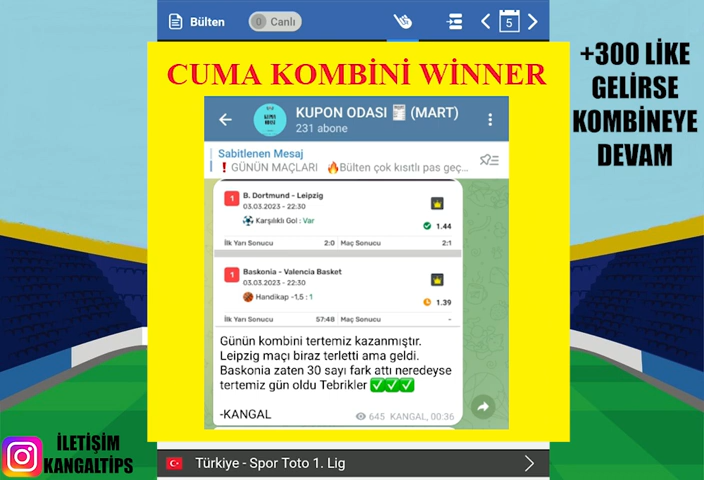 Bülten
0 Canlı
5
CUMA KOMBİNİ WİNNER
+300 LİKE
GELİRSE
KOMBİNEYE
DEVAM
KUPON ODASI 🧾 (MART)
231 abone
Sabitlenen Mesaj
❗ GÜNÜN MAÇLARI 🔥Bülten çok kısıtlı pas geç...
1 B. Dortmund - Leipzig
03.03.2023 - 22:30
⚽ Karşılıklı Gol : Var
1.44
İlk Yarı Sonucu 2:0 Maç Sonucu 2:1
1 Baskonia - Valencia Basket
03.03.2023 - 22:30
🏀 Handikap -1,5 : 1
1.39
İlk Yarı Sonucu 57:48 Maç Sonucu -
Günün kombini tertemiz kazanmıştır.
Leipzig maçı biraz terletti ama geldi.
Baskonia zaten 30 sayı fark attı neredeyse
tertemiz gün oldu Tebrikler ✅✅✅
-KANGAL
645 KANGAL, 00:36
İLETİŞİM
KANGALTİPS
Türkiye - Spor Toto 1. Lig